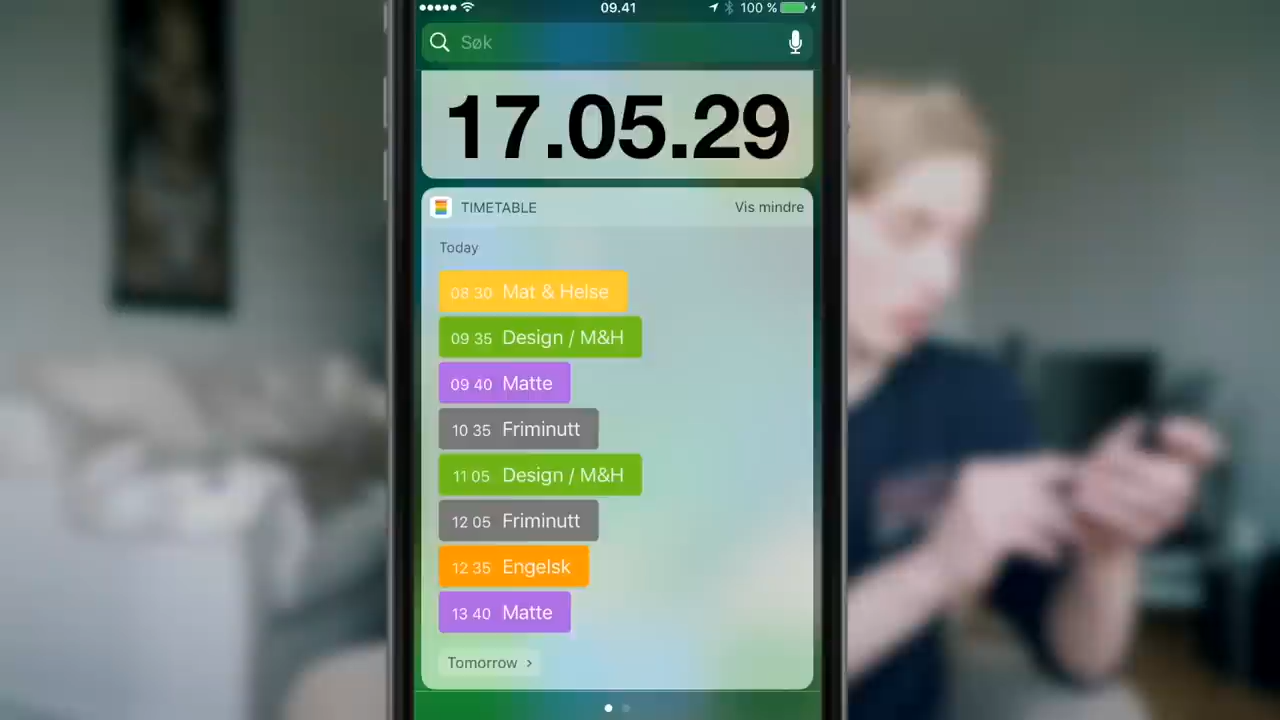 09.41
100 %
Søk
17.05.29
TIMETABLE
Vis mindre
Today
08 30 Mat & Helse
09 35 Design / M&H
09 40 Matte
10 35 Friminutt
11 05 Design / M&H
12 05 Friminutt
12 35 Engelsk
13 40 Matte
Tomorrow ›